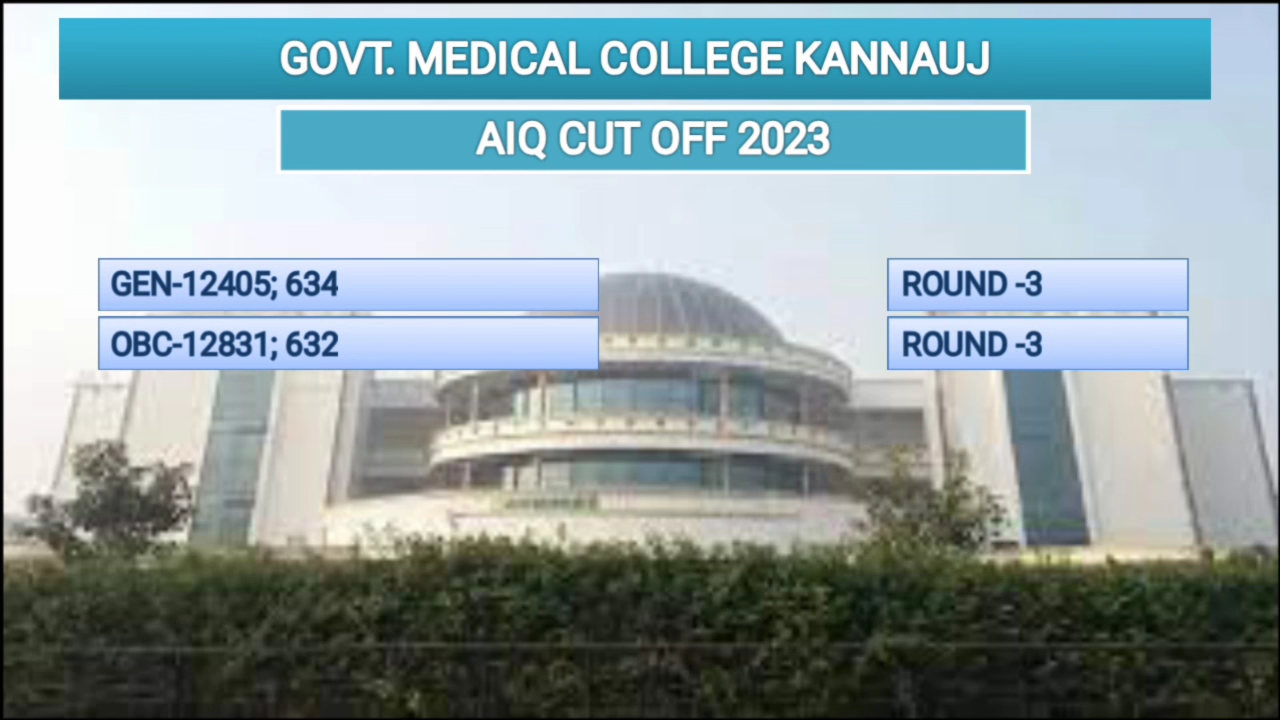 GOVT. MEDICAL COLLEGE KANNAUJ
AIQ CUT OFF 2023
GEN-12405; 634 ROUND -3
OBC-12831; 632 ROUND -3